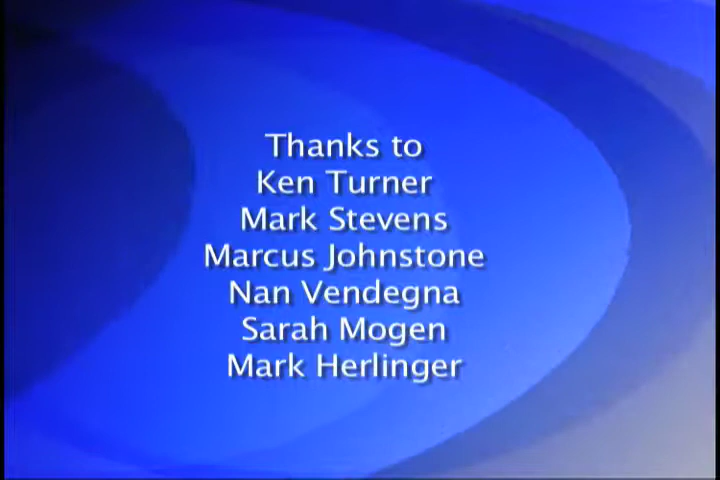 Thanks to
Ken Turner
Mark Stevens
Marcus Johnstone
Nan Vendegna
Sarah Mogen
Mark Herlinger